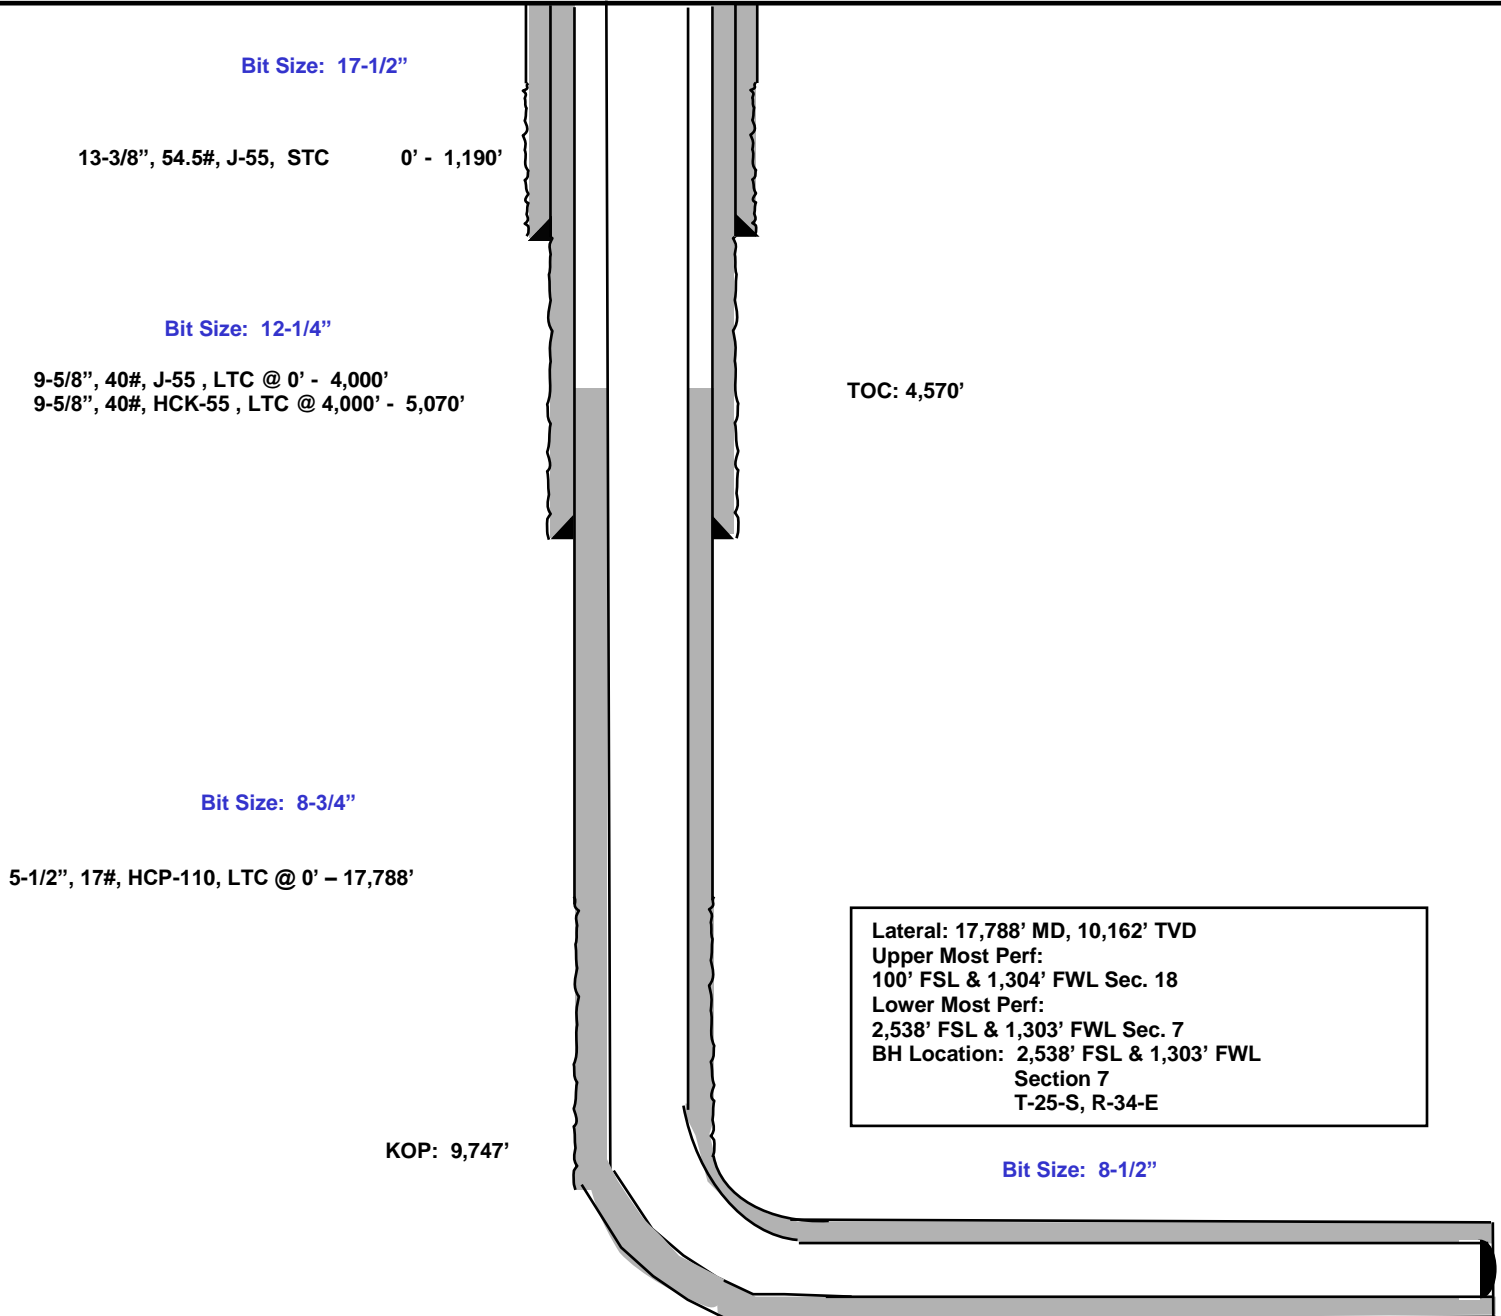 Bit Size:  17-1/2”
13-3/8”, 54.5#, J-55,  STC 0’ -  1,190’
Bit Size:  12-1/4”
9-5/8”, 40#, J-55 , LTC @ 0’ -  4,000’
9-5/8”, 40#, HCK-55 , LTC @ 4,000’ -  5,070’
TOC: 4,570’
Bit Size:  8-3/4”
5-1/2”, 17#, HCP-110, LTC @ 0’ – 17,788’
Lateral: 17,788’ MD, 10,162’ TVD
Upper Most Perf:
100’ FSL & 1,304’ FWL Sec. 18
Lower Most Perf:
2,538’ FSL & 1,303’ FWL Sec. 7
BH Location:  2,538’ FSL & 1,303’ FWL
Section 7
T-25-S, R-34-E
KOP:  9,747’
Bit Size:  8-1/2”